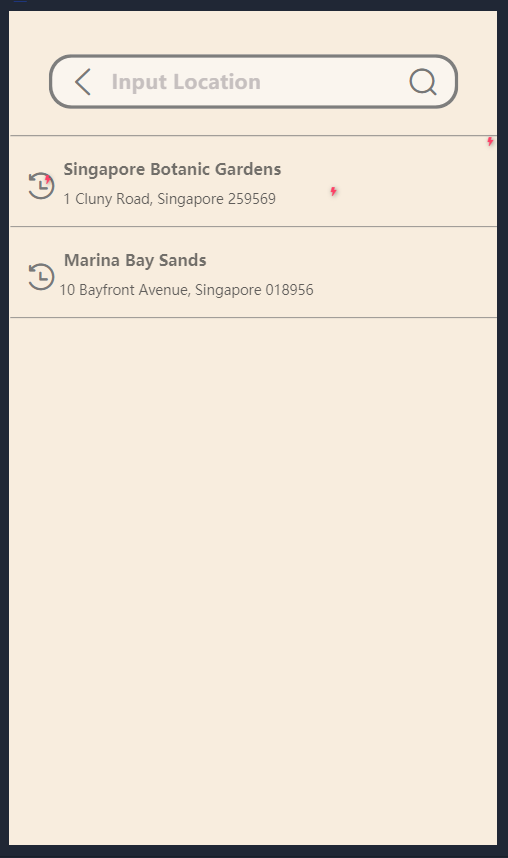 Input Location
Singapore Botanic Gardens
1 Cluny Road, Singapore 259569
Marina Bay Sands
10 Bayfront Avenue, Singapore 018956